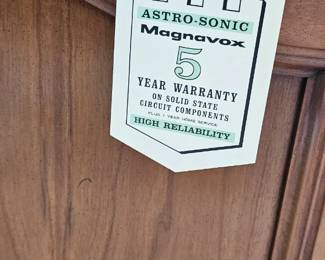 ASTRO-SONIC
Magnavox
5
YEAR WARRANTY
ON SOLID STATE
CIRCUIT COMPONENTS
PLUS 1 YEAR HOME SERVICE
HIGH RELIABILITY